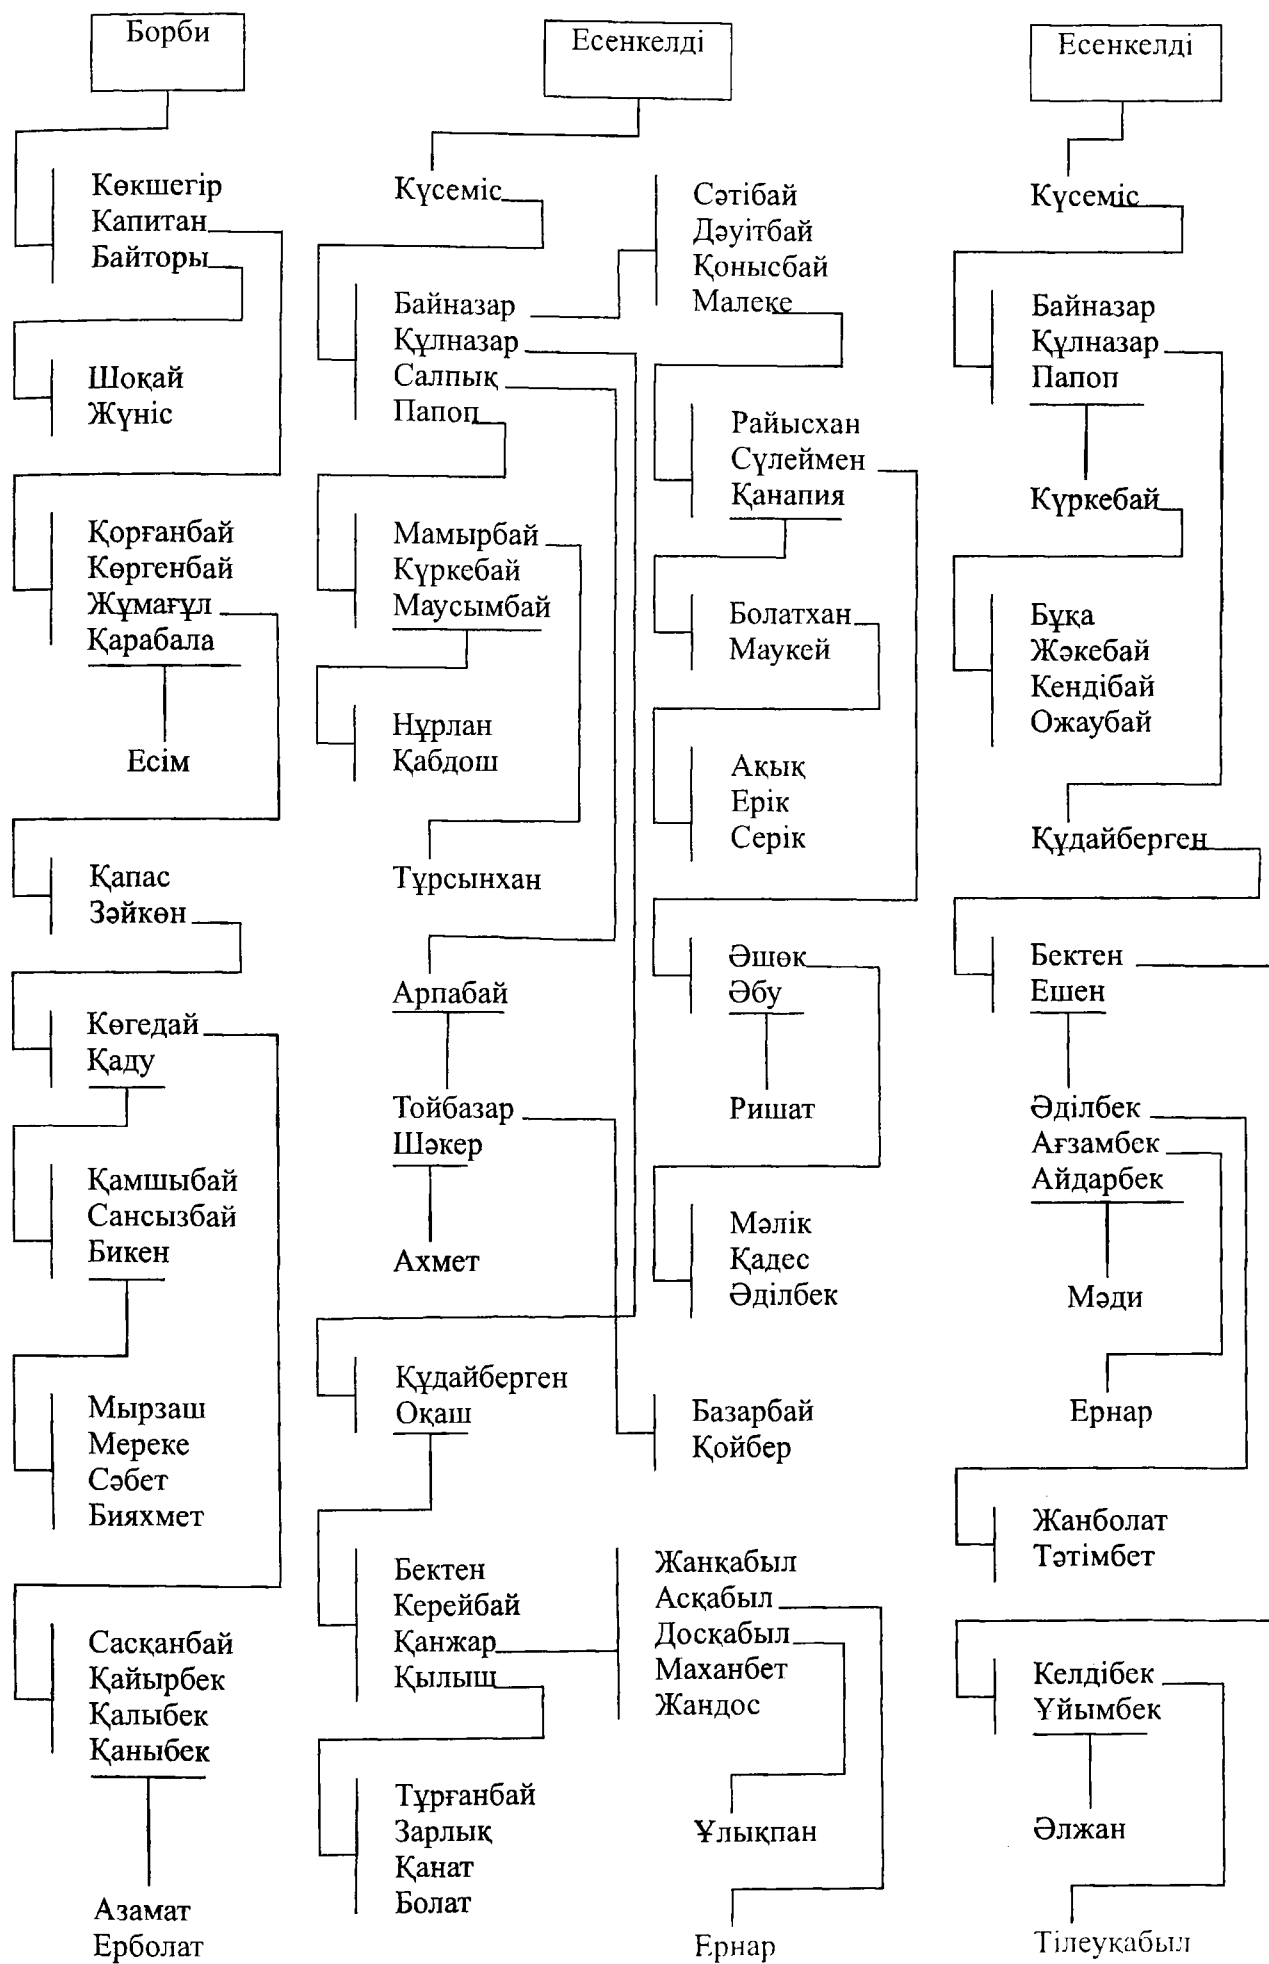 Борби
Көкшегір
Капитан
Байторы
Шоқай
Жүніс
Қорғанбай
Көргенбай
Жұмағұл
Қарабала
Есім
Қапас
Зәйкөн
Көгедай
Қаду
Қамшыбай
Сансызбай
Бикен
Мырзаш
Мереке
Сәбет
Бияхмет
Сасқанбай
Қайырбек
Қалыбек
Қаныбек
Азамат
Ерболат
Есенкелді
Күсеміс
Байназар
Құлназар
Салпық
Папоп
Мамырбай
Күркебай
Маусымбай
Нұрлан
Қабдош
Тұрсынхан
Арпабай
Тойбазар
Шәкер
Ахмет
Құдайберген
Оқаш
Бектен
Керейбай
Қанжар
Қылыш
Тұрғанбай
Зарлық
Қанат
Болат
Сәтібай
Дәуітбай
Қонысбай
Малеке
Райысхан
Сүлеймен
Қанапия
Болатхан
Маукей
Ақық
Ерік
Серік
Әшөк
Әбу
Ришат
Мәлік
Қадес
Әділбек
Базарбай
Қойбер
Жанқабыл
Асқабыл
Досқабыл
Маханбет
Жандос
Ұлықпан
Ернар
Есенкелді
Күсеміс
Байназар
Құлназар
Папоп
Күркебай
Бұқа
Жәкебай
Кендібай
Ожаубай
Құдайберген
Бектен
Ешен
Әділбек
Ағзамбек
Айдарбек
Мәди
Ернар
Жанболат
Тәтімбет
Келдібек
Ұйымбек
Әлжан
Тілеуқабыл